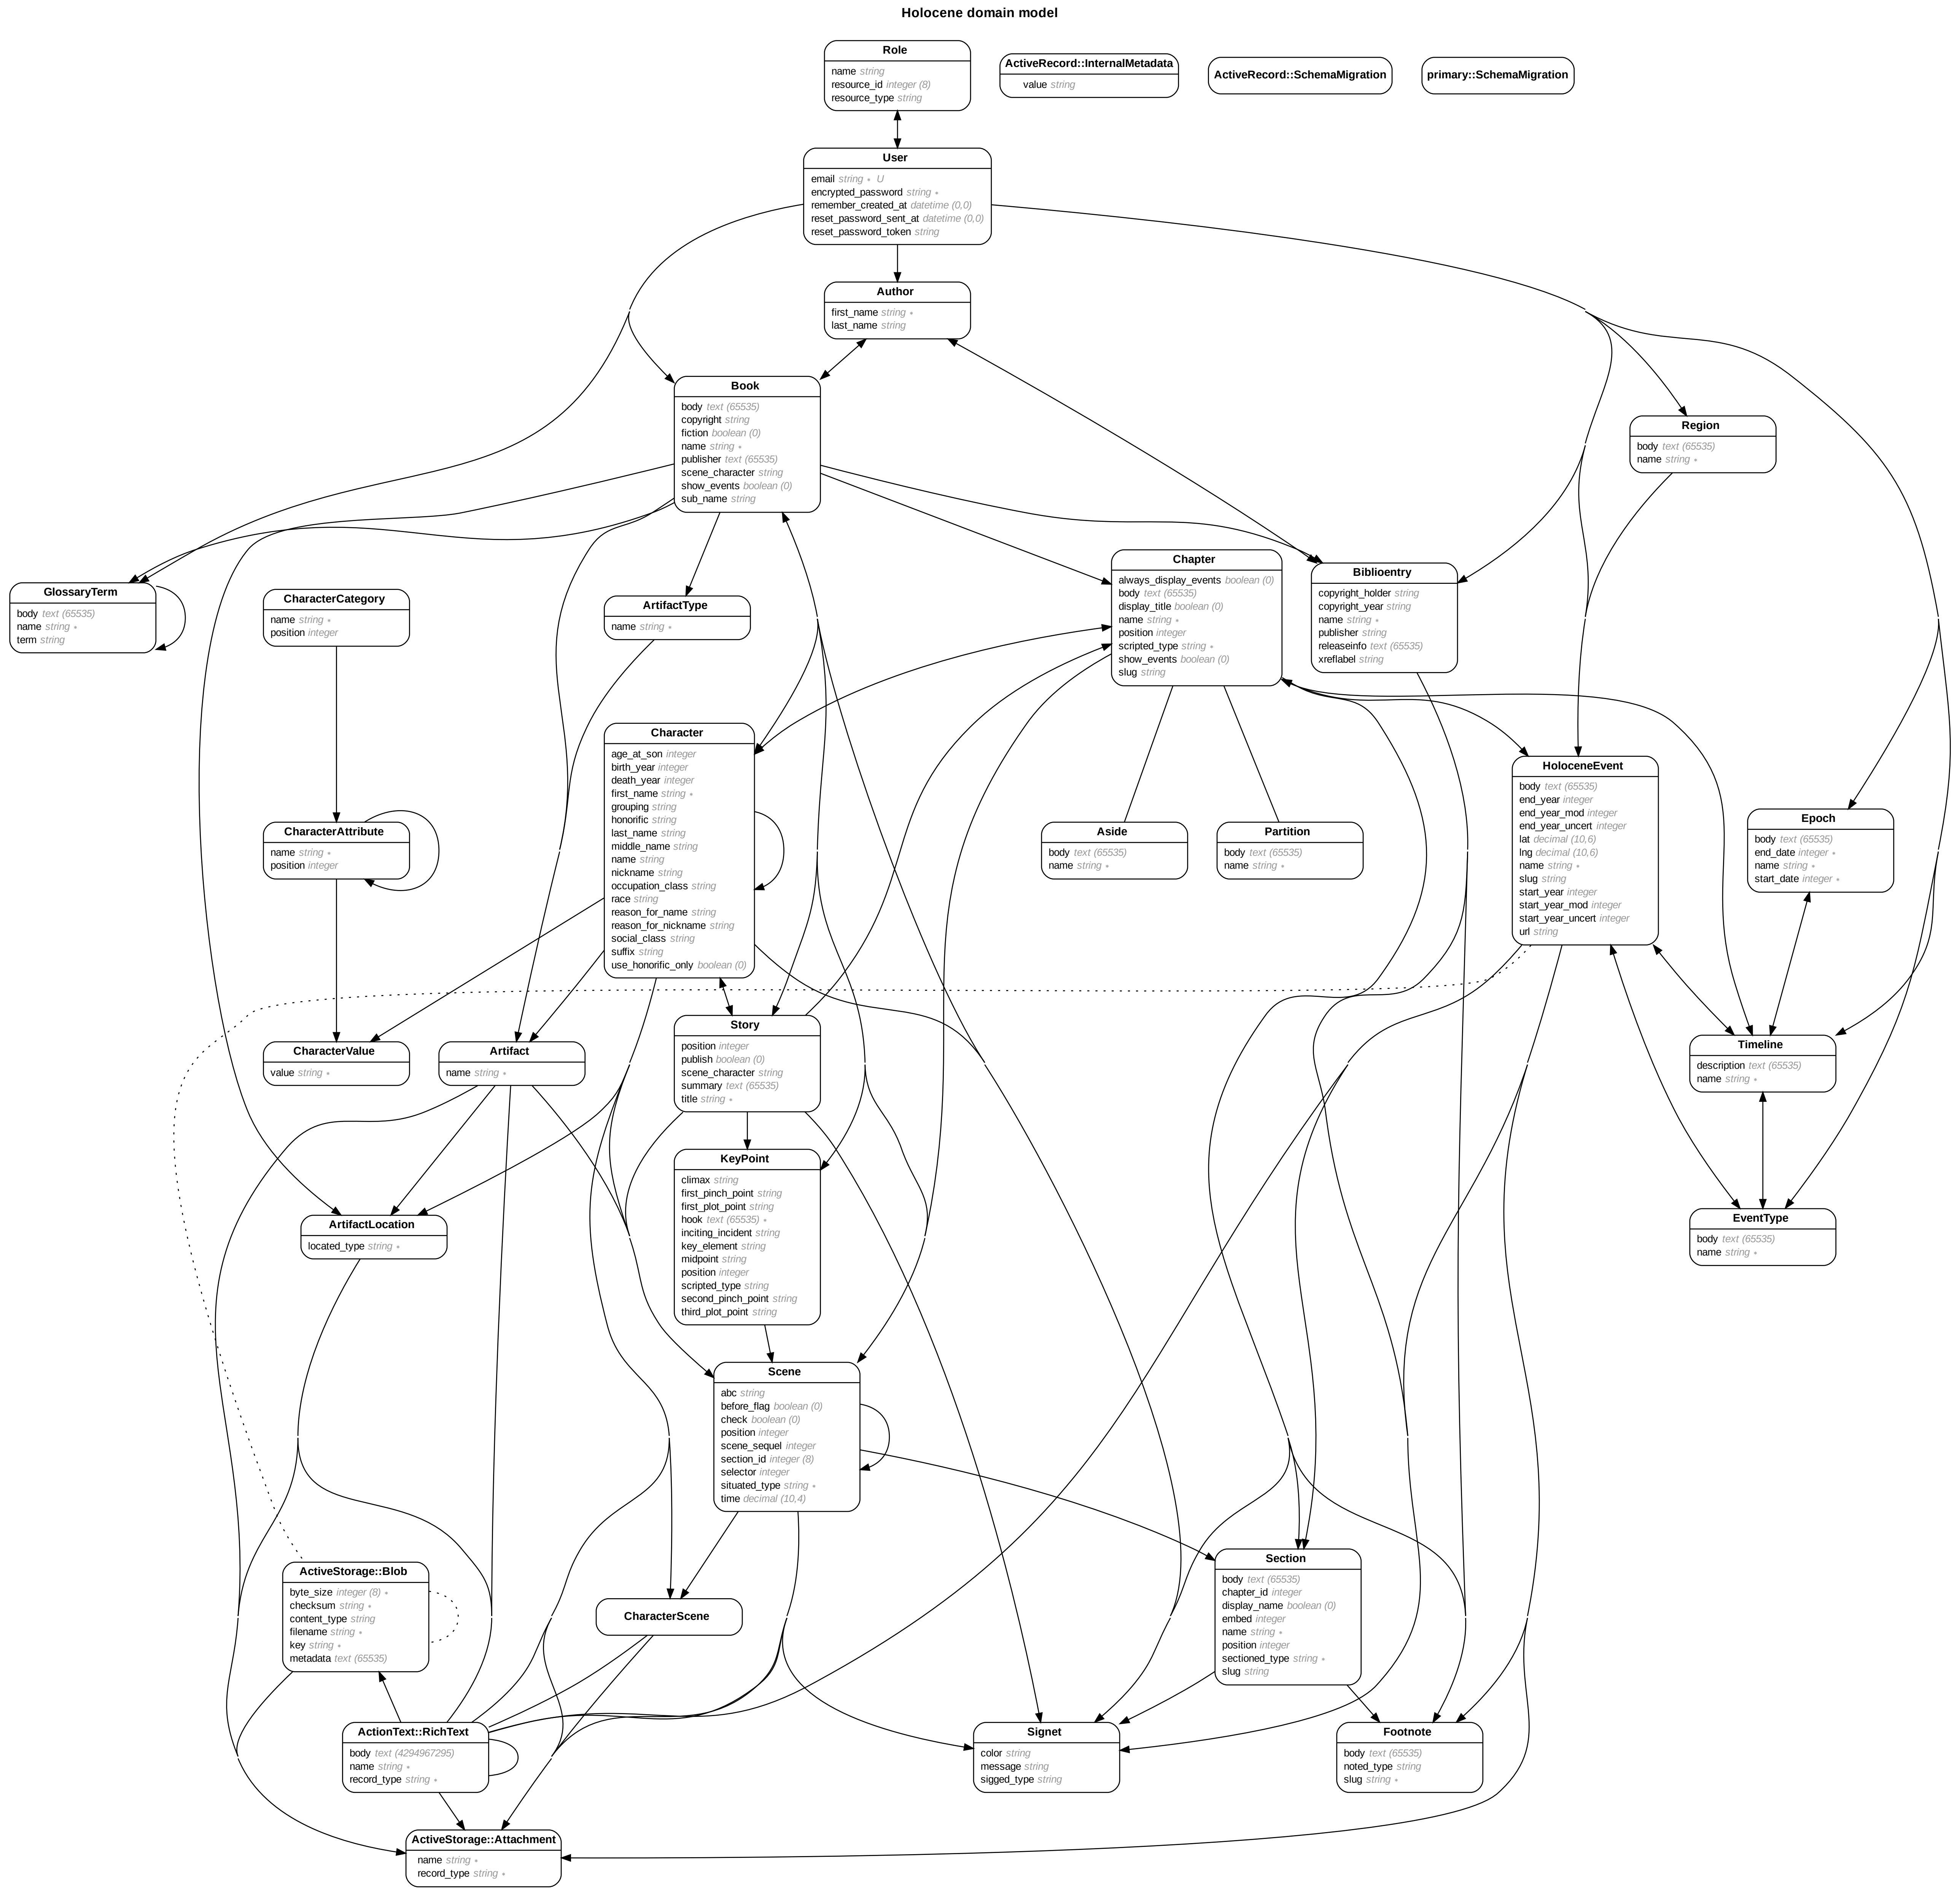 Holocene domain model
Role
name string
resource_id integer (8)
resource_type string
ActiveRecord::InternalMetadata
value string
ActiveRecord::SchemaMigration
primary::SchemaMigration
User
email string ∗ U
encrypted_password string ∗
remember_created_at datetime (0,0)
reset_password_sent_at datetime (0,0)
reset_password_token string
Author
first_name string ∗
last_name string
Book
body text (65535)
copyright string
fiction boolean (0)
name string ∗
publisher text (65535)
scene_character string
show_events boolean (0)
sub_name string
Region
body text (65535)
name string ∗
GlossaryTerm
body text (65535)
name string ∗
term string
CharacterCategory
name string ∗
position integer
ArtifactType
name string ∗
Chapter
always_display_events boolean (0)
body text (65535)
display_title boolean (0)
name string ∗
position integer
scripted_type string ∗
show_events boolean (0)
slug string
Biblioentry
copyright_holder string
copyright_year string
name string ∗
publisher string
releaseinfo text (65535)
xreflabel string
Character
age_at_son integer
birth_year integer
death_year integer
first_name string ∗
grouping string
honorific string
last_name string
middle_name string
name string
nickname string
occupation_class string
race string
reason_for_name string
reason_for_nickname string
social_class string
suffix string
use_honorific_only boolean (0)
CharacterAttribute
name string ∗
position integer
Aside
body text (65535)
name string ∗
Partition
body text (65535)
name string ∗
HoloceneEvent
body text (65535)
end_year integer
end_year_mod integer
end_year_uncert integer
lat decimal (10,6)
lng decimal (10,6)
name string ∗
slug string
start_year integer
start_year_mod integer
start_year_uncert integer
url string
Epoch
body text (65535)
end_date integer ∗
name string ∗
start_date integer ∗
CharacterValue
value string ∗
Artifact
name string ∗
Story
position integer
publish boolean (0)
scene_character string
summary text (65535)
title string ∗
Timeline
description text (65535)
name string ∗
KeyPoint
climax string
first_pinch_point string
first_plot_point string
hook text (65535) ∗
inciting_incident string
key_element string
midpoint string
position integer
scripted_type string
second_pinch_point string
third_plot_point string
ArtifactLocation
located_type string ∗
EventType
body text (65535)
name string ∗
Scene
abc string
before_flag boolean (0)
check boolean (0)
position integer
scene_sequel integer
section_id integer (8)
selector integer
situated_type string ∗
time decimal (10,4)
ActiveStorage::Blob
byte_size integer (8) ∗
checksum string ∗
content_type string
filename string ∗
key string ∗
metadata text (65535)
CharacterScene
Section
body text (65535)
chapter_id integer
display_name boolean (0)
embed integer
name string ∗
position integer
sectioned_type string ∗
slug string
ActionText::RichText
body text (4294967295)
name string ∗
record_type string ∗
Signet
color string
message string
sigged_type string
Footnote
body text (65535)
noted_type string
slug string ∗
ActiveStorage::Attachment
name string ∗
record_type string ∗